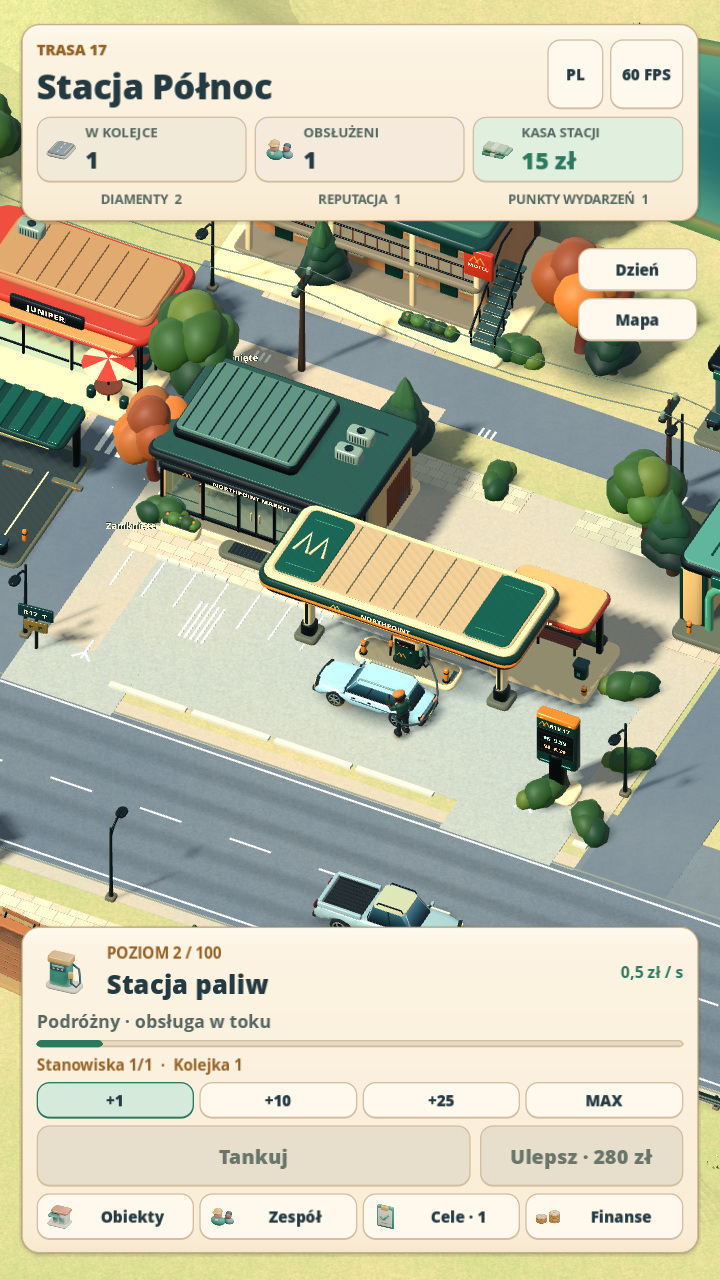 TRASA 17
Stacja Północ
PL
60 FPS
W KOLEJCE
1
OBSŁUŻENI
1
KASA STACJI
15 zł
DIAMENTY 2
REPUTACJA 1
PUNKTY WYDARZEŃ 1
MOTEL
Dzień
JUNIPER
Mapa
NORTHPOINT MARKET
Zamknięte
NORTHPOINT
POZIOM 2 / 100
Stacja paliw
0,5 zł / s
Podróżny · obsługa w toku
Stanowiska 1/1 · Kolejka 1
+1
+10
+25
MAX
Tankuj
Ulepsz · 280 zł
Obiekty
Zespół
Cele · 1
Finanse